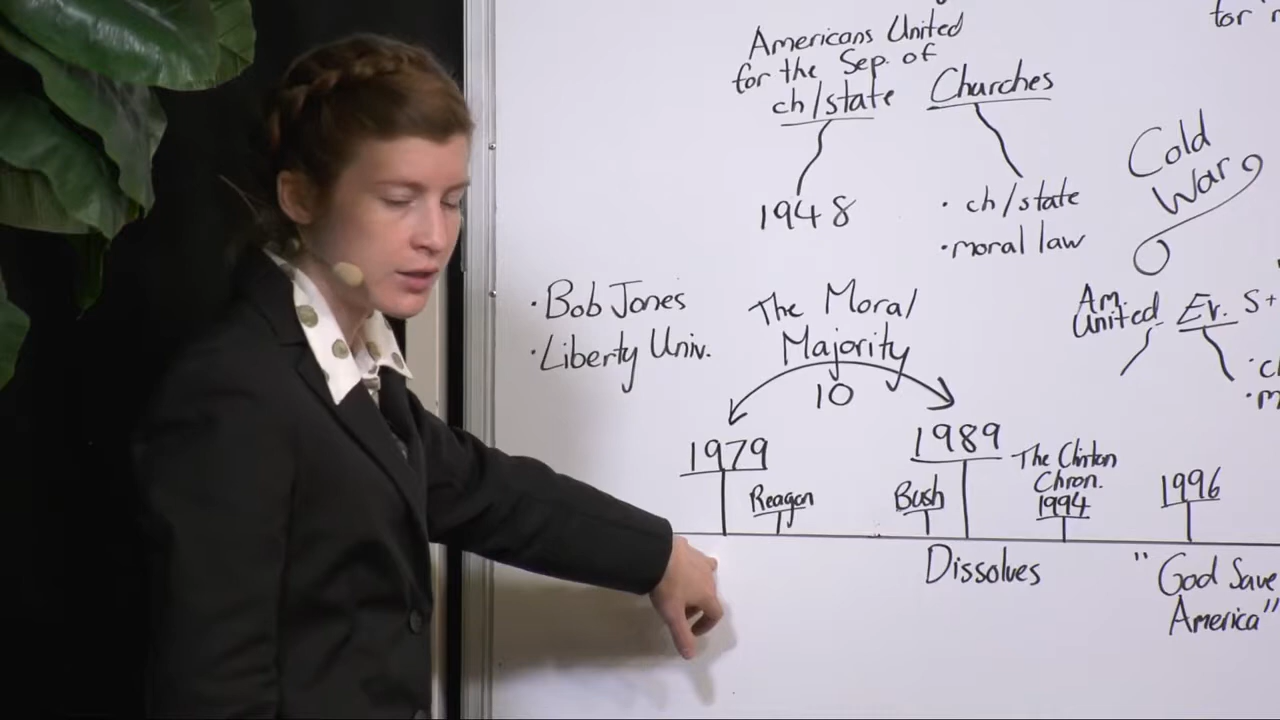 Americans United
for the Sep. of
ch/state
1948
Churches
· ch/state
· moral law
for
Cold
War
Am.
United
Ev.
S+
· Bob Jones
· Liberty Univ.
The Moral
Majority
10
1979
Reagan
1989
Bush
The Clinton
Chron.
1994
1996
Dissolves
"God Save
America"